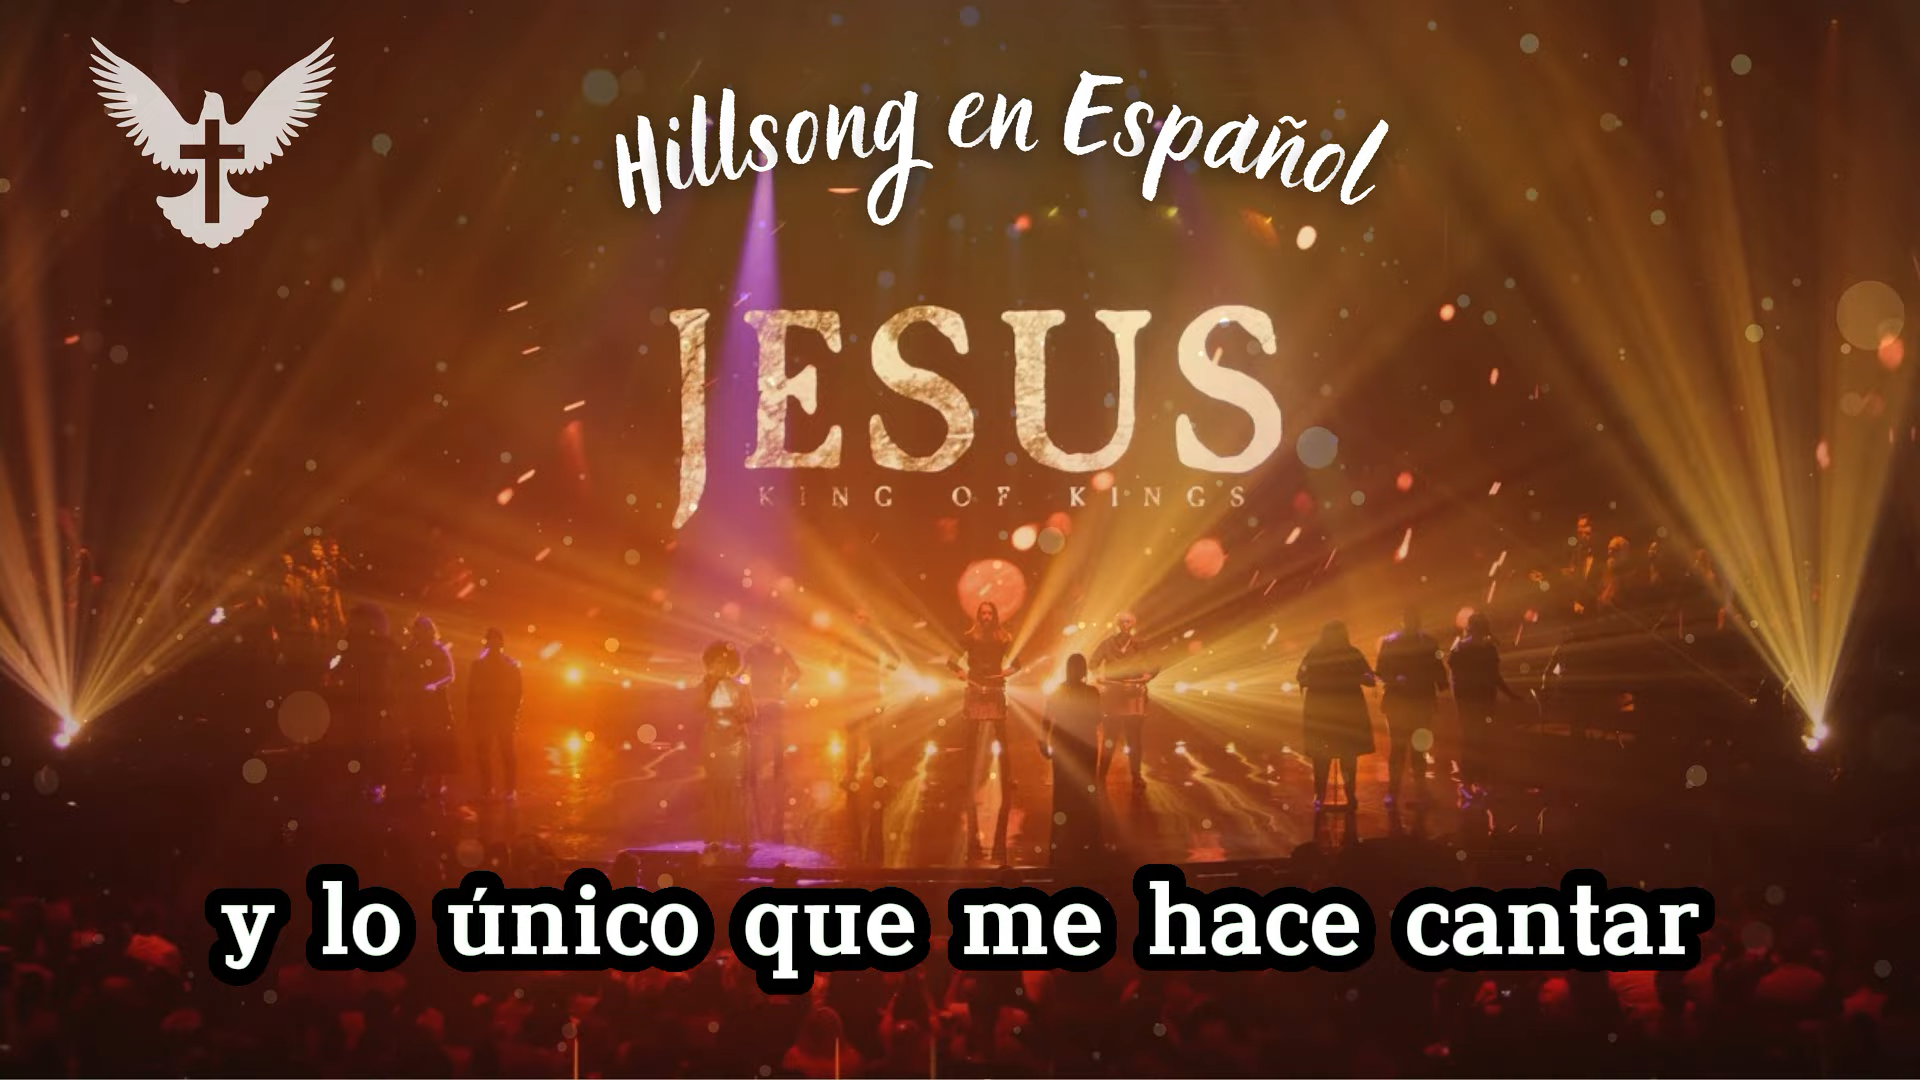 Hillsong en Español
JESUS
KING OF KINGS
y lo único que me hace cantar